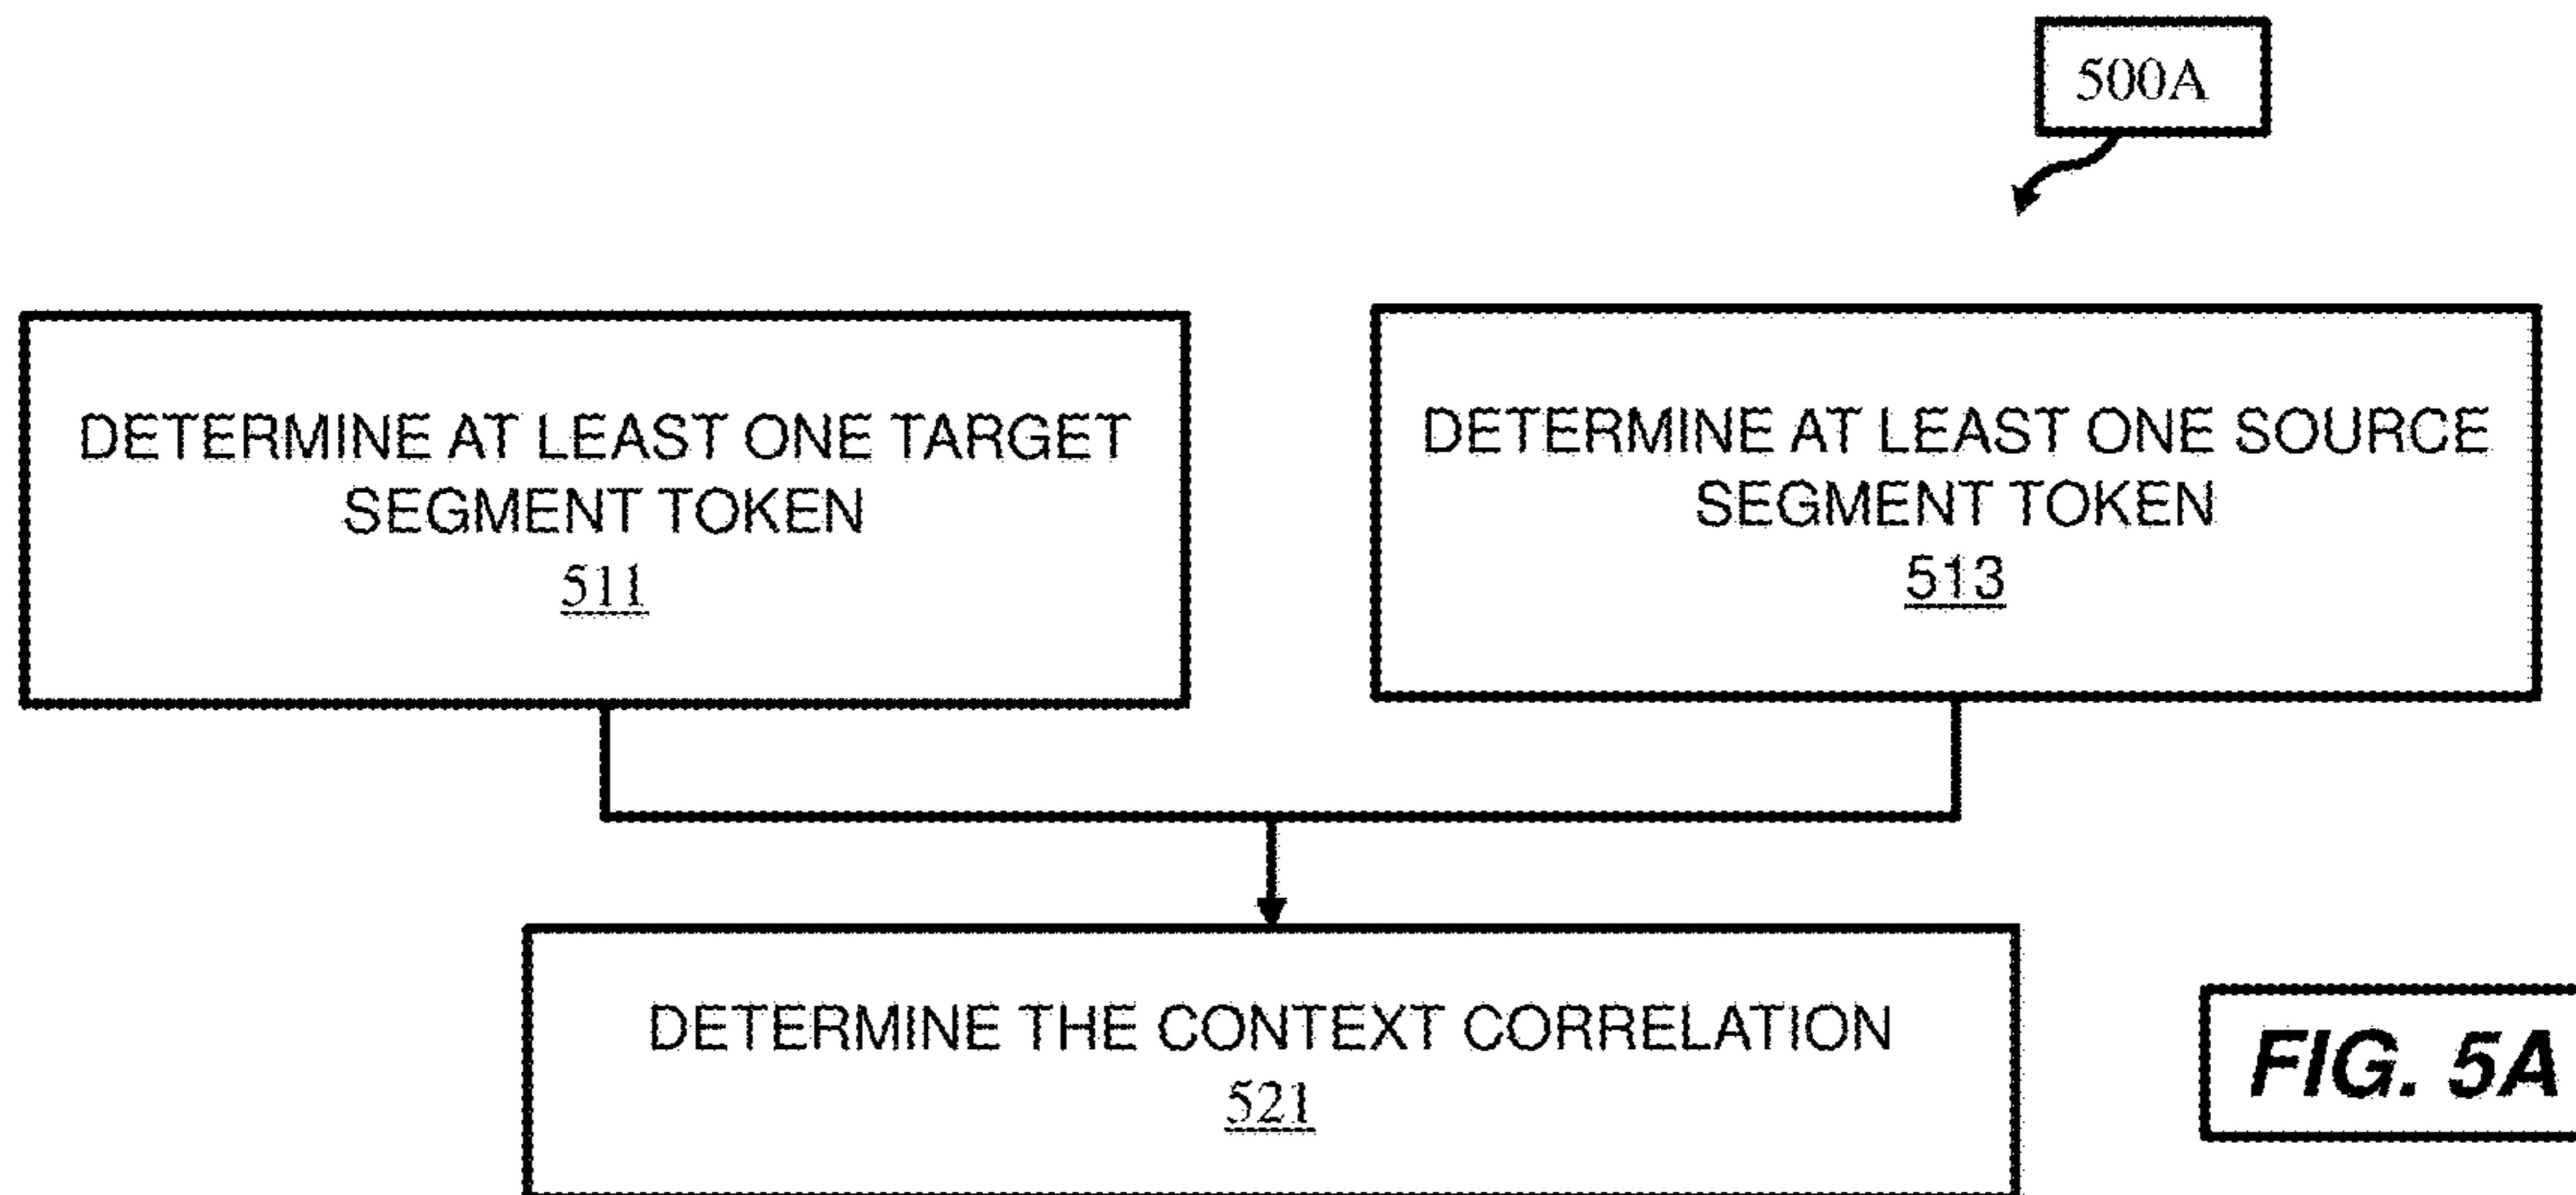 500A
DETERMINE AT LEAST ONE TARGET
SEGMENT TOKEN
511
DETERMINE AT LEAST ONE SOURCE
SEGMENT TOKEN
513
DETERMINE THE CONTEXT CORRELATION
521
FIG. 5A